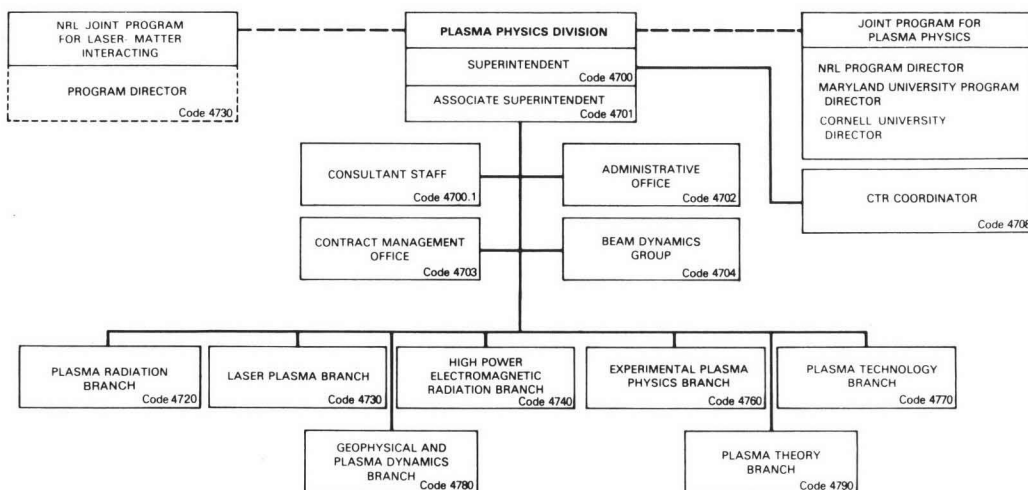 NRL JOINT PROGRAM
FOR LASER- MATTER
INTERACTING
PROGRAM DIRECTOR
Code 4730
PLASMA PHYSICS DIVISION
SUPERINTENDENT
Code 4700
ASSOCIATE SUPERINTENDENT
Code 4701
JOINT PROGRAM FOR
PLASMA PHYSICS
NRL PROGRAM DIRECTOR
MARYLAND UNIVERSITY PROGRAM
DIRECTOR
CORNELL UNIVERSITY
DIRECTOR
CONSULTANT STAFF
Code 4700.1
ADMINISTRATIVE
OFFICE
Code 4702
CTR COORDINATOR
Code 4708
CONTRACT MANAGEMENT
OFFICE
Code 4703
BEAM DYNAMICS
GROUP
Code 4704
PLASMA RADIATION
BRANCH
Code 4720
LASER PLASMA BRANCH
Code 4730
HIGH POWER
ELECTROMAGNETIC
RADIATION BRANCH
Code 4740
EXPERIMENTAL PLASMA
PHYSICS BRANCH
Code 4760
PLASMA TECHNOLOGY
BRANCH
Code 4770
GEOPHYSICAL AND
PLASMA DYNAMICS
BRANCH
Code 4780
PLASMA THEORY
BRANCH
Code 4790